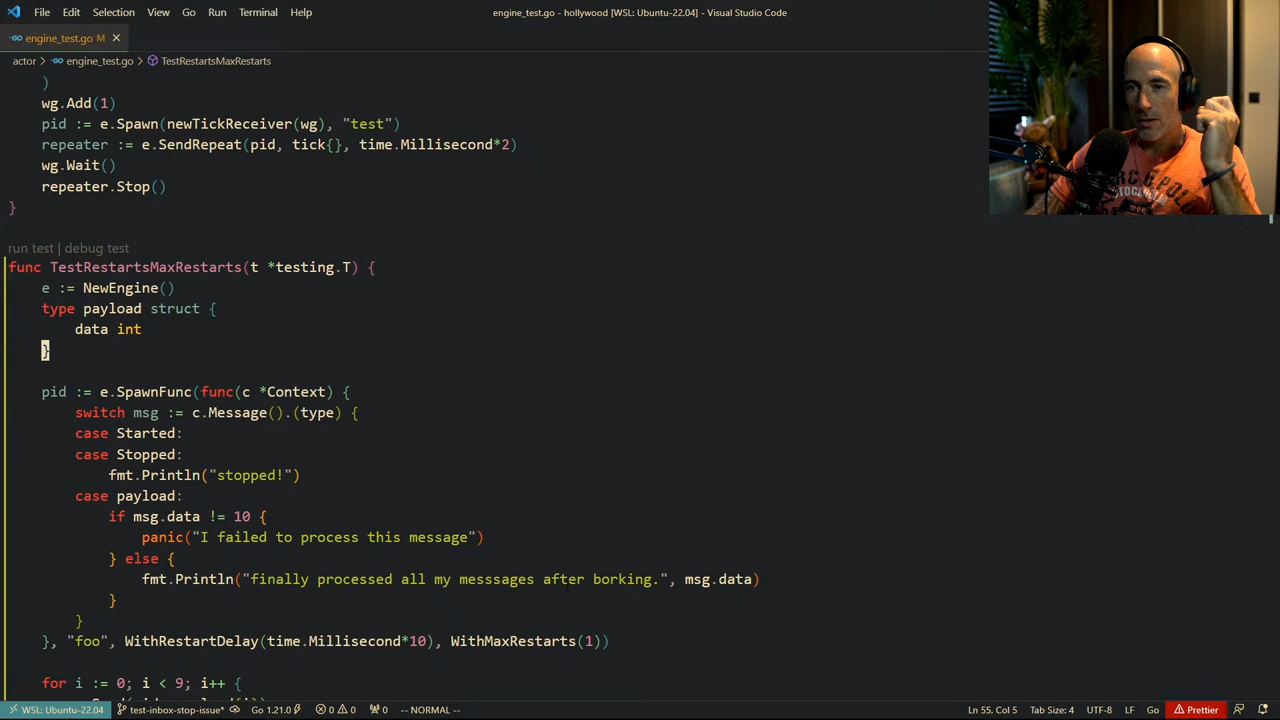 File Edit Selection View Go Run Terminal Help
engine_test.go - hollywood [WSL: Ubuntu-22.04] - Visual Studio Code
engine_test.go M
actor > engine_test.go > TestRestartsMaxRestarts
)
wg.Add(1)
pid := e.Spawn(newTickReceiver(wg), "test")
repeater := e.SendRepeat(pid, tick{}, time.Millisecond*2)
wg.Wait()
repeater.Stop()
}
run test | debug test
func TestRestartsMaxRestarts(t *testing.T) {
e := NewEngine()
type payload struct {
data int
}
pid := e.SpawnFunc(func(c *Context) {
switch msg := c.Message().(type) {
case Started:
case Stopped:
fmt.Println("stopped!")
case payload:
if msg.data != 10 {
panic("I failed to process this message")
} else {
fmt.Println("finally processed all my messsages after borking.", msg.data)
}
}
}, "foo", WithRestartDelay(time.Millisecond*10), WithMaxRestarts(1))
for i := 0; i < 9; i++ {
WSL: Ubuntu-22.04 test-inbox-stop-issue* Go 1.21.0 0 0 0 -- NORMAL -- Ln 55, Col 5 Tab Size: 4 UTF-8 LF Go Prettier